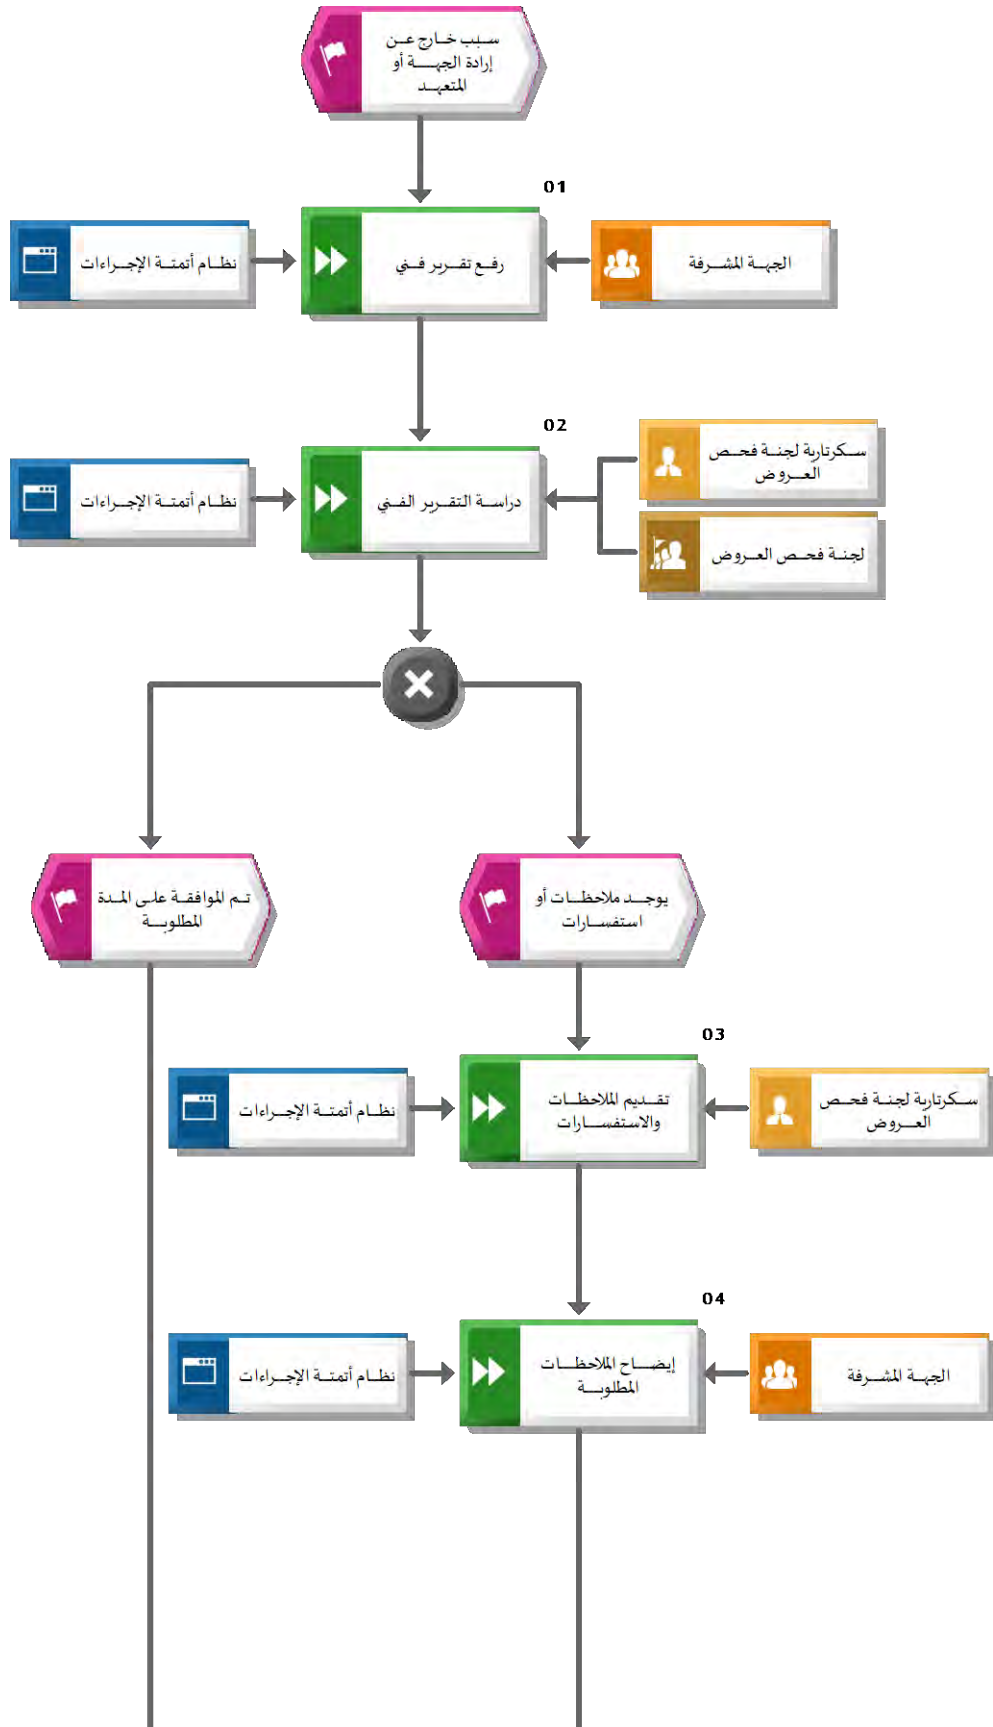 سبب خارج عن
إرادة الجهة أو
المتعهد
01
الجهة المشرفة
رفع تقرير فني
نظام أتمتة الإجراءات
02
سكرتارية لجنة فحص
العروض
لجنة فحص العروض
دراسة التقرير الفني
نظام أتمتة الإجراءات
يوجد ملاحظات أو
استفسارات
تم الموافقة على المدة
المطلوبة
03
سكرتارية لجنة فحص
العروض
تقديم الملاحظات
والاستفسارات
نظام أتمتة الإجراءات
04
الجهة المشرفة
إيضاح الملاحظات
المطلوبة
نظام أتمتة الإجراءات